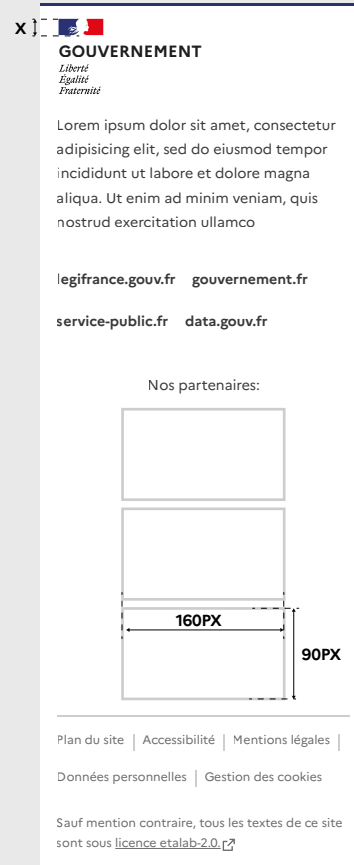 X
GOUVERNEMENT
Liberté
Égalité
Fraternité
Lorem ipsum dolor sit amet, consectetur
adipisicing elit, sed do eiusmod tempor
incididunt ut labore et dolore magna
aliqua. Ut enim ad minim veniam, quis
nostrud exercitation ullamco
legifrance.gouv.fr gouvernement.fr
service-public.fr data.gouv.fr
Nos partenaires:
160PX
90PX
Plan du site | Accessibilité | Mentions légales |
Données personnelles | Gestion des cookies
Sauf mention contraire, tous les textes de ce site
sont sous licence etalab-2.0.